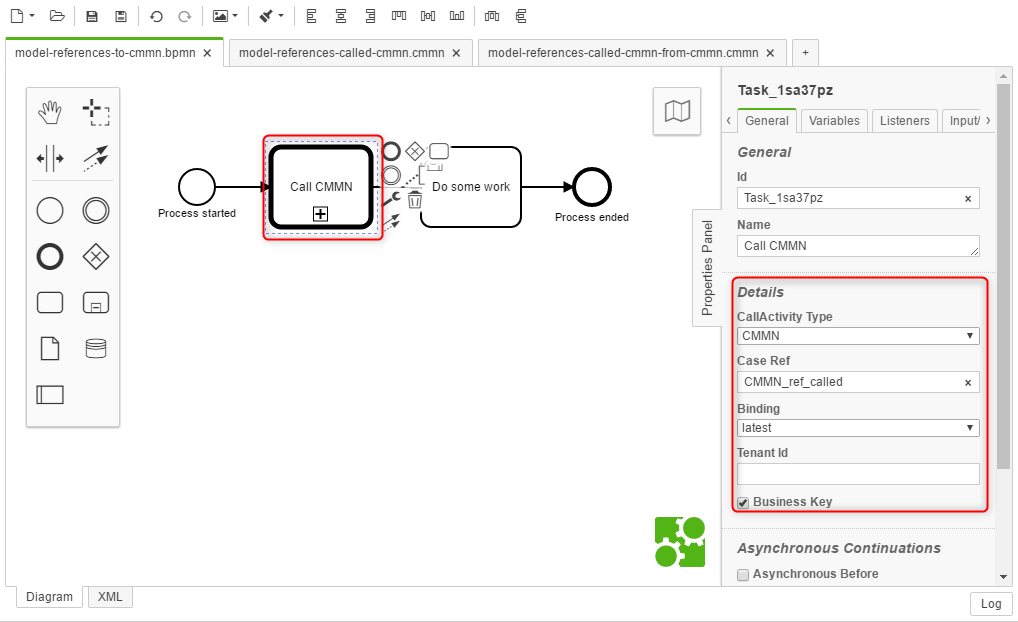 model-references-to-cmmn.bpmn ×
model-references-called-cmmn.cmmn ×
model-references-called-cmmn-from-cmmn.cmmn ×
+
Process started
Call CMMN
Do some work
Process ended
Properties Panel
Task_1sa37pz
General
Variables
Listeners
Input/
General
Id
Task_1sa37pz ×
Name
Call CMMN
Details
CallActivity Type
CMMN
Case Ref
CMMN_ref_called ×
Binding
latest
Tenant Id
Business Key
Asynchronous Continuations
Asynchronous Before
Diagram
XML
Log